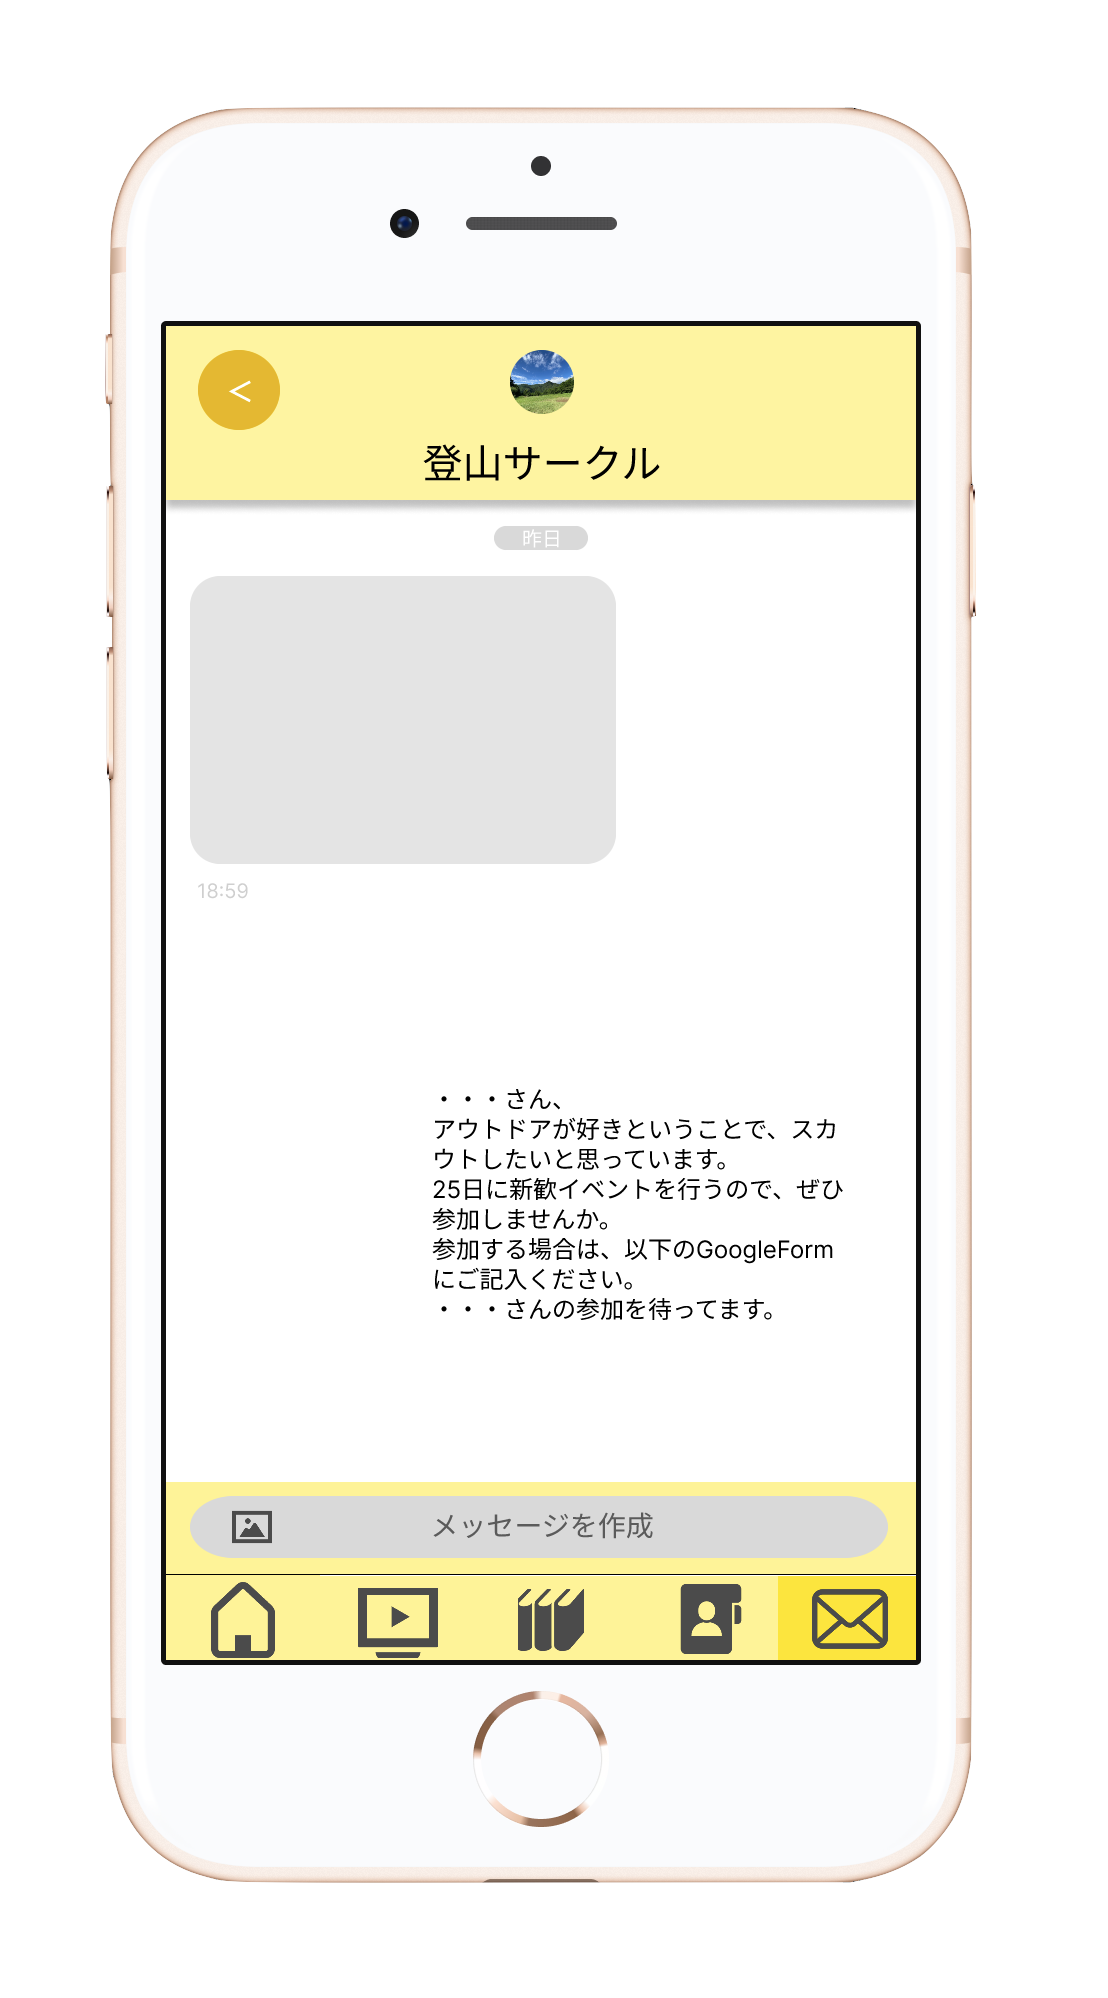 <
登山サークル
昨日
18:59
・・・さん、
アウトドアが好きということで、スカ
ウトしたいと思っています。
25日に新歓イベントを行うので、ぜひ
参加しませんか。
参加する場合は、以下のGoogleForm
にご記入ください。
・・・さんの参加を待ってます。
メッセージを作成